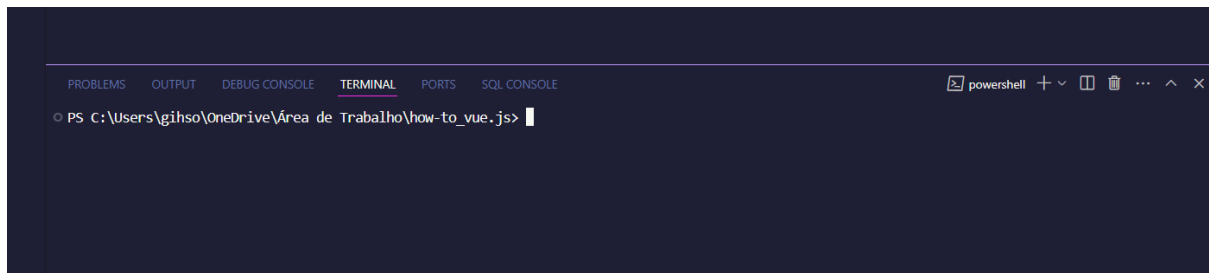 PROBLEMS OUTPUT DEBUG CONSOLE TERMINAL PORTS SQL CONSOLE powershell
PS C:\Users\gihso\OneDrive\Área de Trabalho\how-to_vue.js>